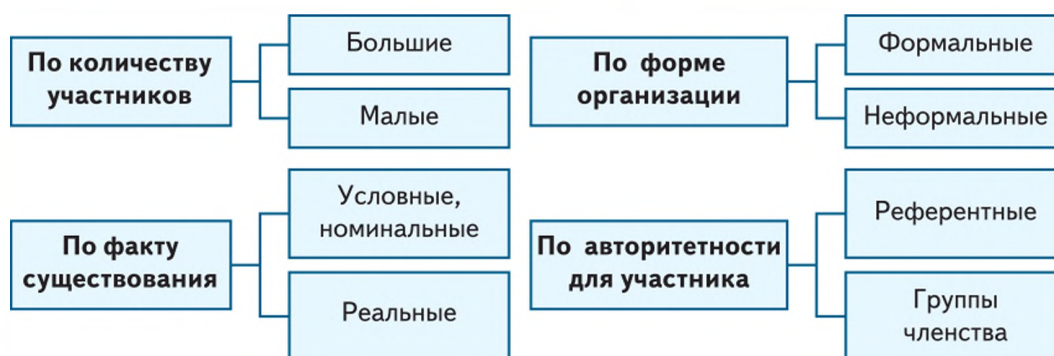 По количеству
участников
Большие
Малые
По форме
организации
Формальные
Неформальные
По факту
существования
Условные,
номинальные
Реальные
По авторитетности
для участника
Референтные
Группы
членства